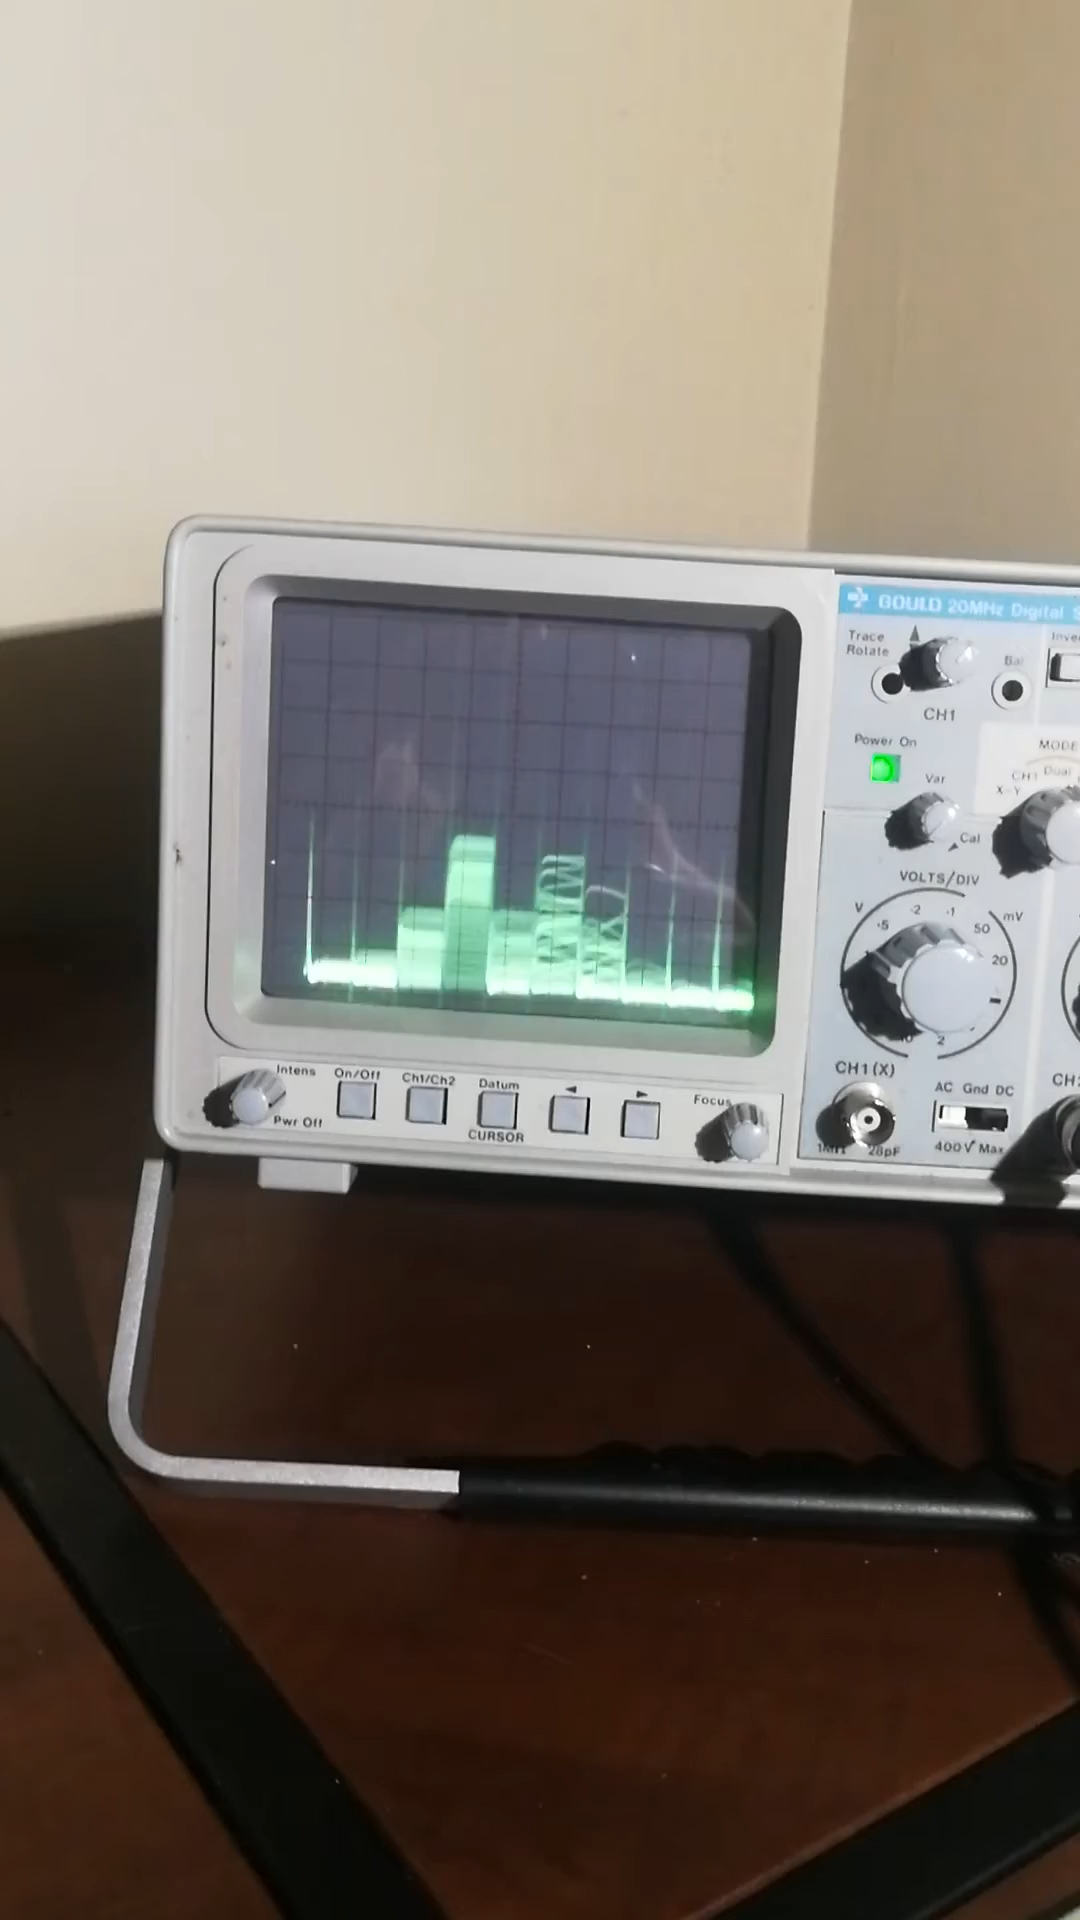 GOULD 20MHz Digital S
Trace
Rotate
Inve
Bal
CH1
Power On
MODE
CH1 Dual
X-Y
Var
Cal
VOLTS/DIV
V
mV
·5
·2
·1
50
20
2
CH1(X)
CH2
AC Gnd DC
28pF
400V Max
Intens
Pwr Off
On/Off
Ch1/Ch2
Datum
CURSOR
Focus